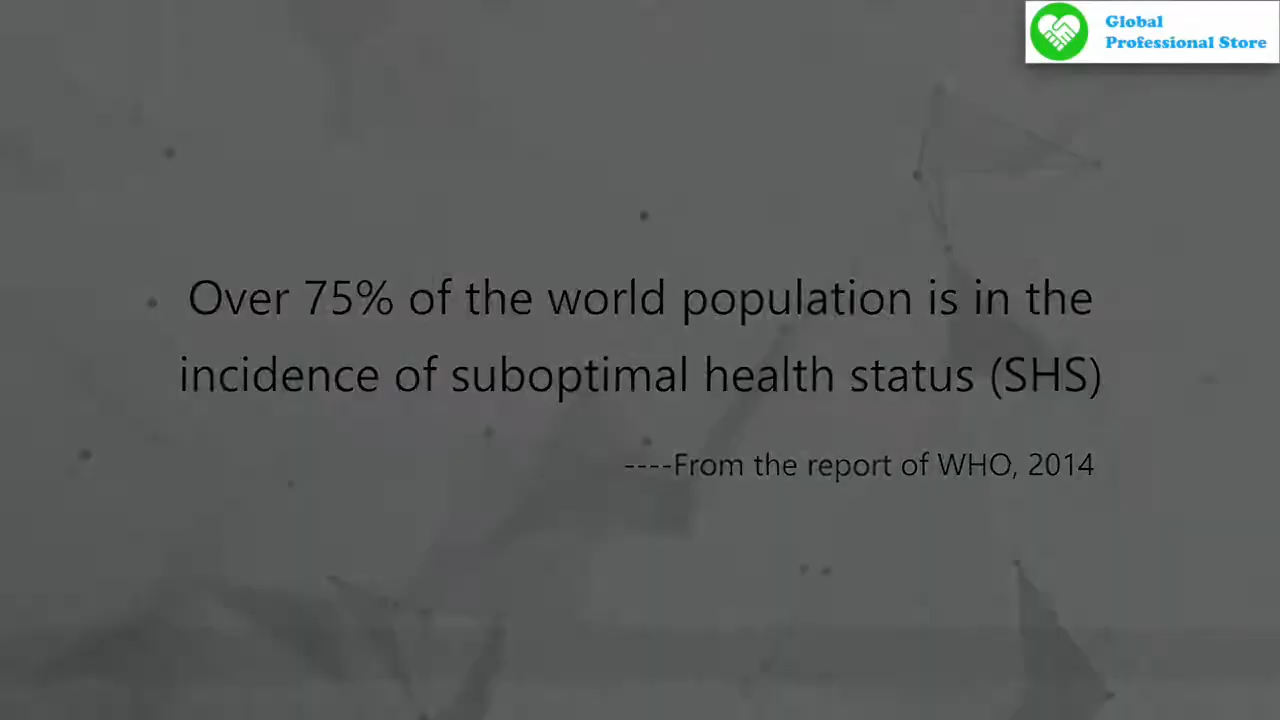 Global
Professional Store
Over 75% of the world population is in the
incidence of suboptimal health status (SHS)
----From the report of WHO, 2014